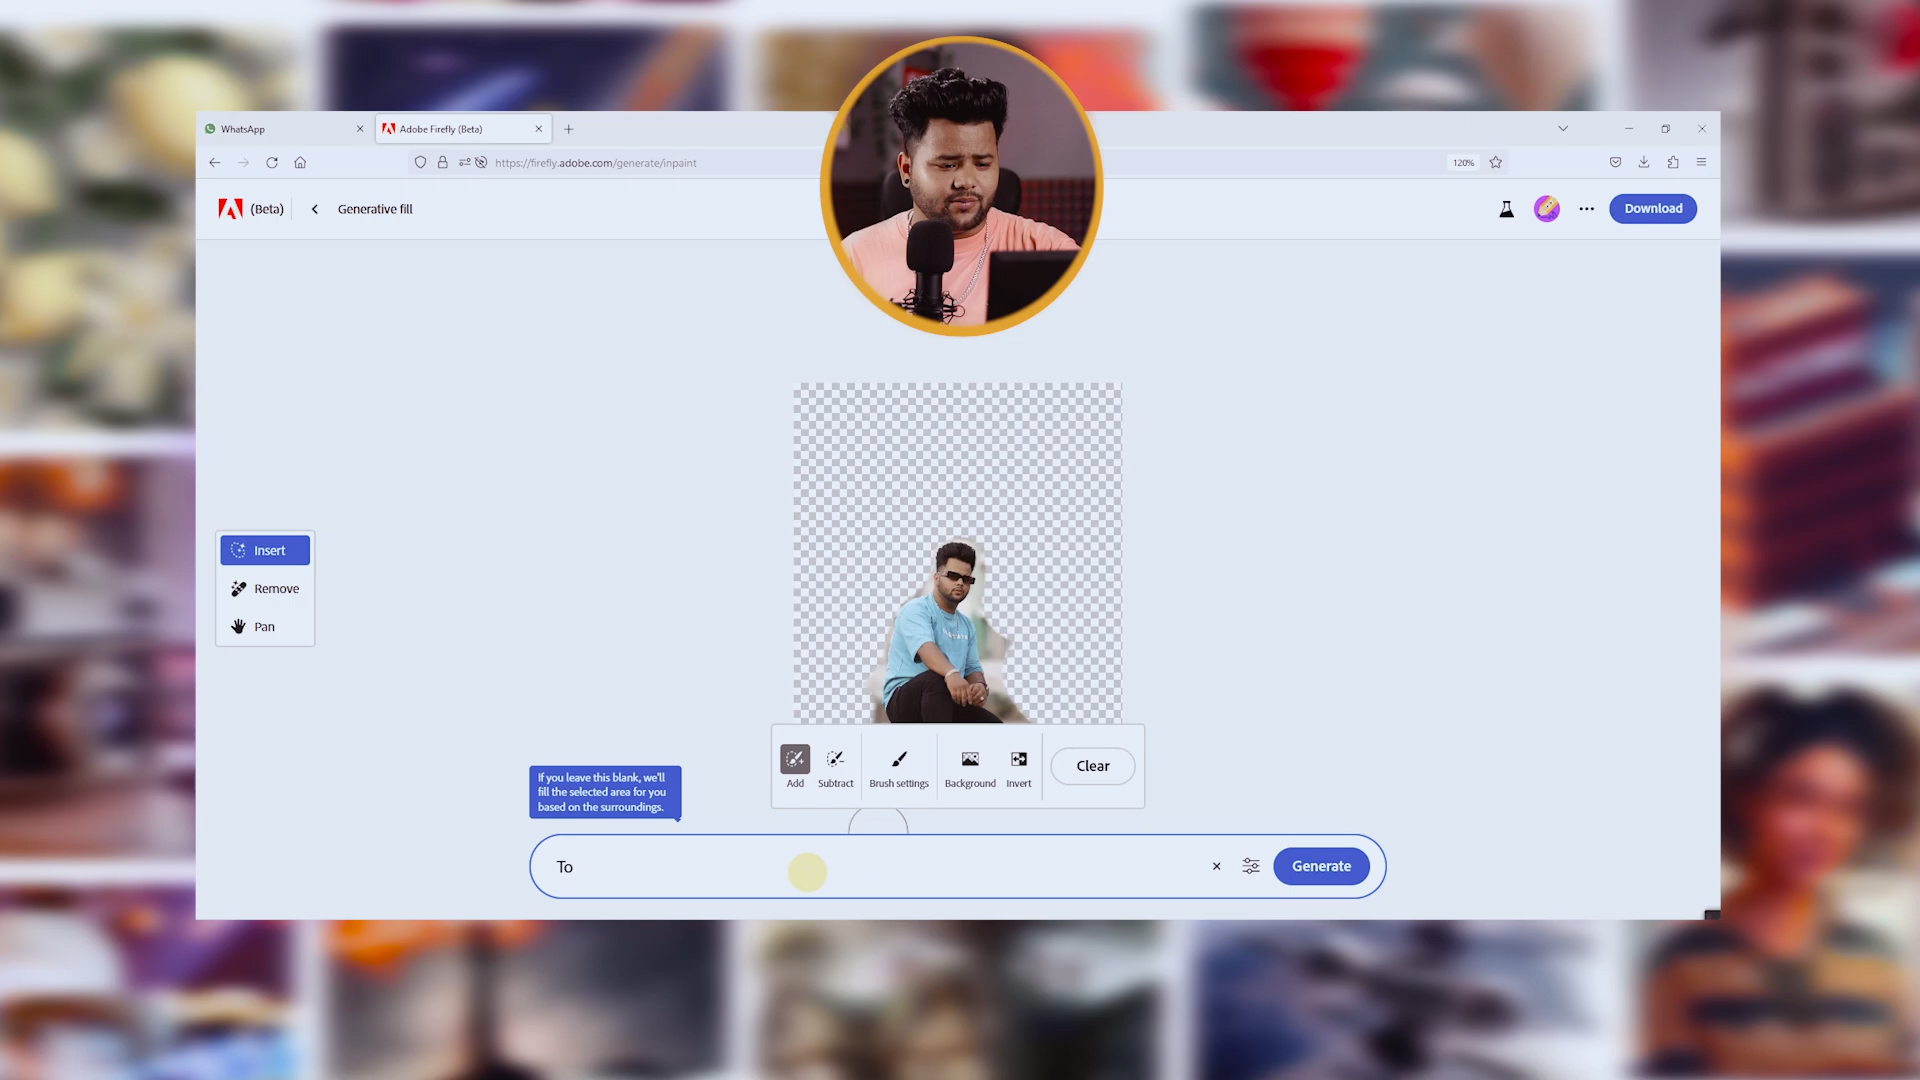 WhatsApp
Adobe Firefly (Beta)
https://firefly.adobe.com/generate/inpaint
120%
(Beta)
Generative fill
Download
Insert
Remove
Pan
Add
Subtract
Brush settings
Background
Invert
Clear
If you leave this blank, we'll
fill the selected area for you
based on the surroundings.
To
Generate